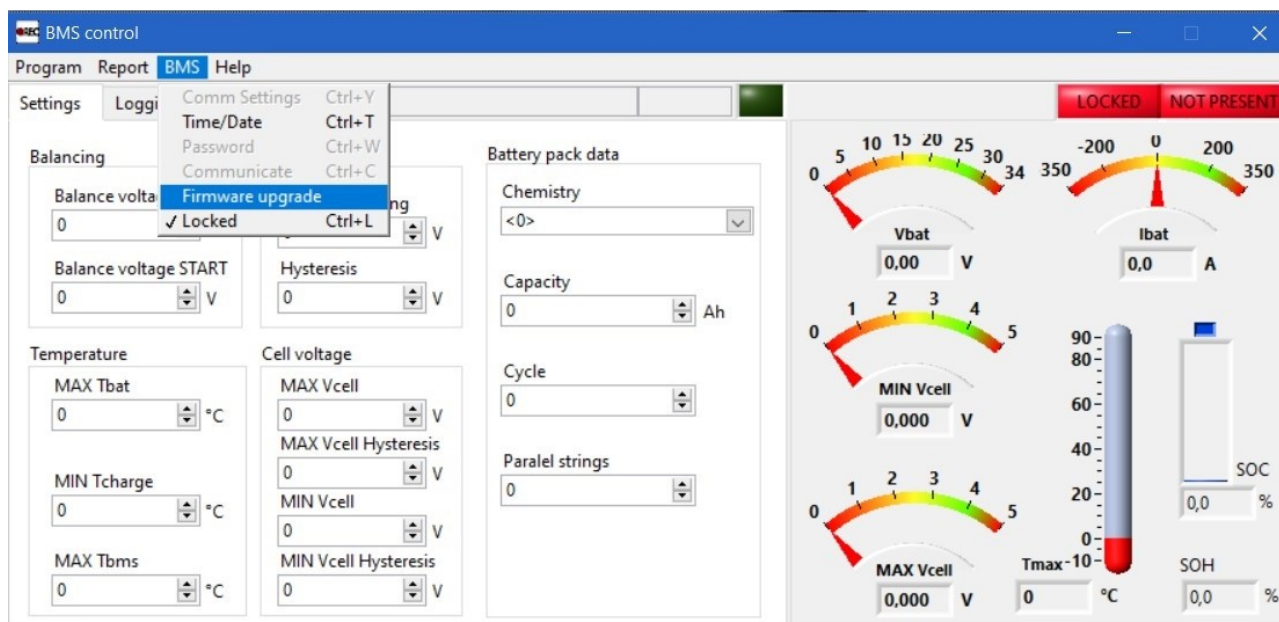 REC BMS control
Program Report BMS Help
Settings Loggi
Comm Settings Ctrl+Y
Time/Date Ctrl+T
Password Ctrl+W
Communicate Ctrl+C
Firmware upgrade
✓ Locked Ctrl+L
LOCKED NOT PRESENT
Balancing
Balance volta
0
Balance voltage START
0 V
ng
V
Hysteresis
0 V
Temperature
MAX Tbat
0 °C
MIN Tcharge
0 °C
MAX Tbms
0 °C
Cell voltage
MAX Vcell
0 V
MAX Vcell Hysteresis
0 V
MIN Vcell
0 V
MIN Vcell Hysteresis
0 V
Battery pack data
Chemistry
<0>
Capacity
0 Ah
Cycle
0
Paralel strings
0
0 5 10 15 20 25 30 34
Vbat
0,00 V
350 -200 0 200 350
Ibat
0,0 A
0 1 2 3 4 5
MIN Vcell
0,000 V
0 1 2 3 4 5
MAX Vcell
0,000 V
90
80
60
40
20
0
-10
Tmax
0 °C
SOC
0,0 %
SOH
0,0 %